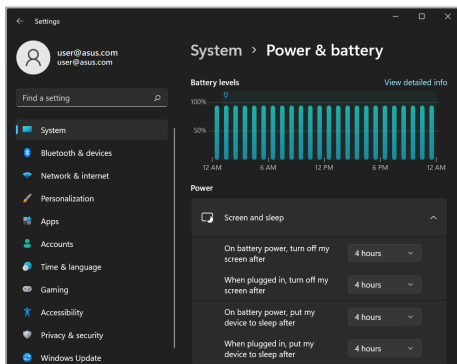 Settings
user@asus.com
user@asus.com
Find a setting
System
Bluetooth & devices
Network & internet
Personalization
Apps
Accounts
Time & language
Gaming
Accessibility
Privacy & security
Windows Update
System > Power & battery
Battery levels
View detailed info
100%
50%
12 AM
6 AM
12 PM
6 PM
12 AM
Power
Screen and sleep
On battery power, turn off my
screen after
4 hours
When plugged in, turn off my
screen after
4 hours
On battery power, put my
device to sleep after
4 hours
When plugged in, put my
device to sleep after
4 hours